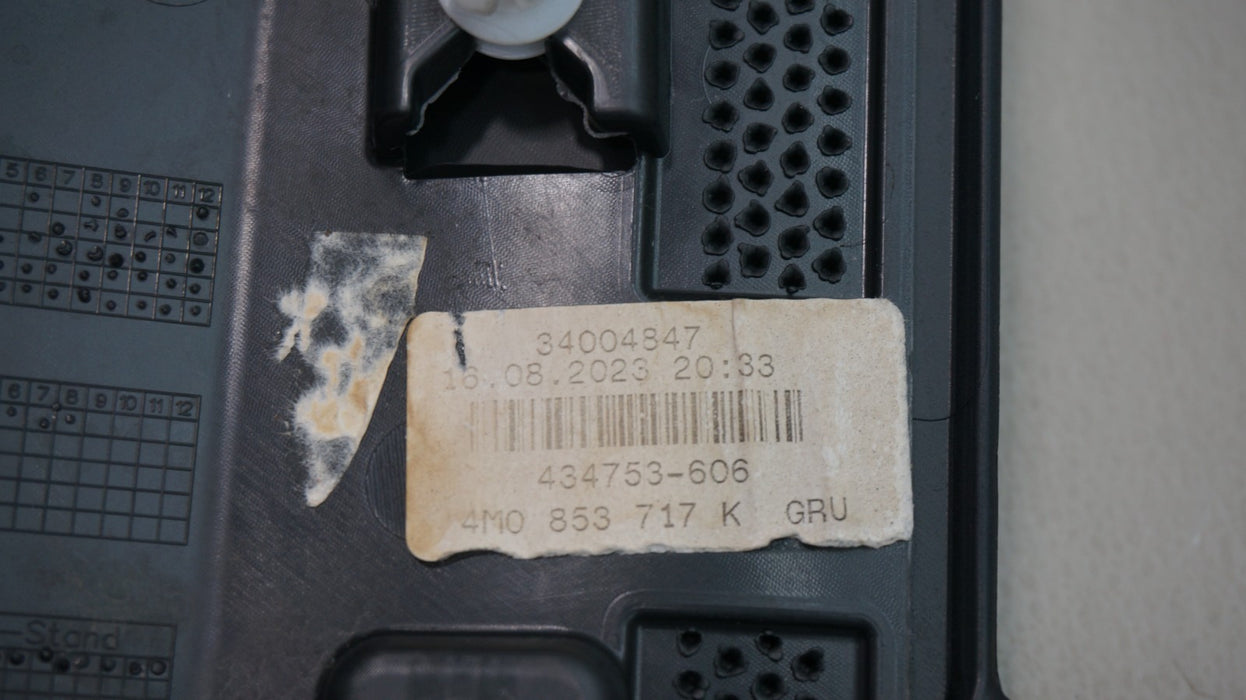 5 6 7 8 9 10 11 12
34004847
16.08.2023 20:33
6 7 8 9 10 11 12
434753-606
4M0 853 717 K GRU
-Stand